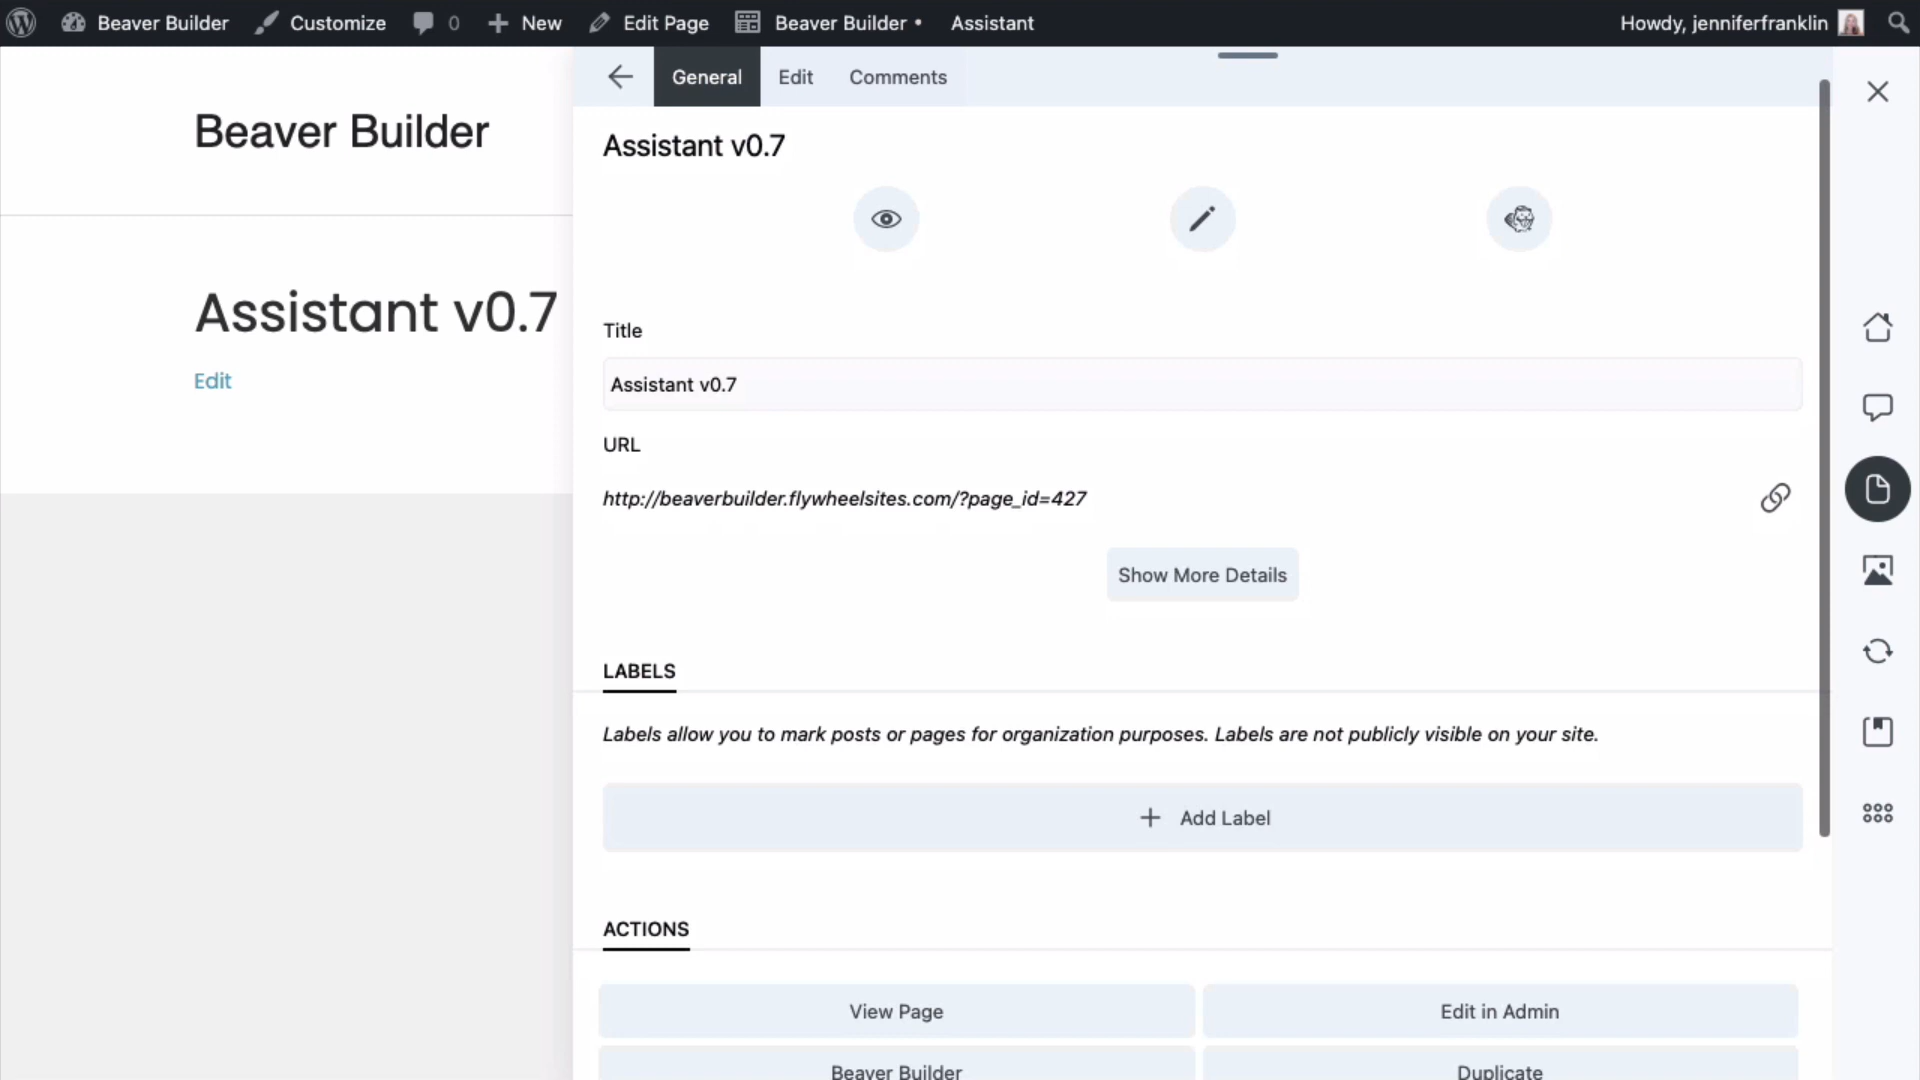 Beaver Builder Customize 0 New Edit Page Beaver Builder • Assistant Howdy, jenniferfranklin
General Edit Comments
Beaver Builder
Assistant v0.7
Assistant v0.7
Edit
Title
Assistant v0.7
URL
http://beaverbuilder.flywheelsites.com/?page_id=427
Show More Details
LABELS
Labels allow you to mark posts or pages for organization purposes. Labels are not publicly visible on your site.
Add Label
ACTIONS
View Page Edit in Admin
Beaver Builder Duplicate